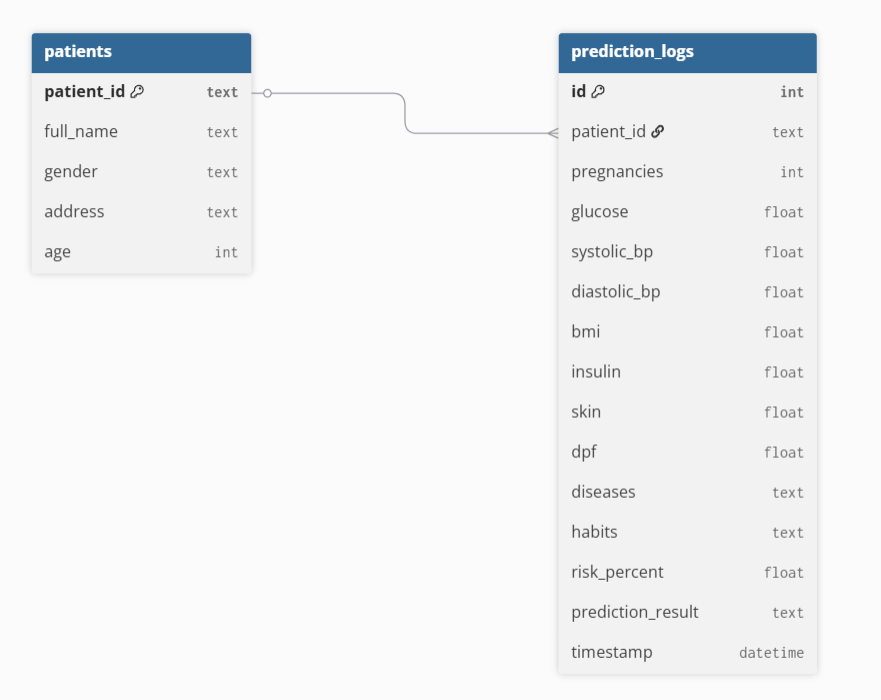 patients
patient_id text
full_name text
gender text
address text
age int
prediction_logs
id int
patient_id text
pregnancies int
glucose float
systolic_bp float
diastolic_bp float
bmi float
insulin float
skin float
dpf float
diseases text
habits text
risk_percent float
prediction_result text
timestamp datetime